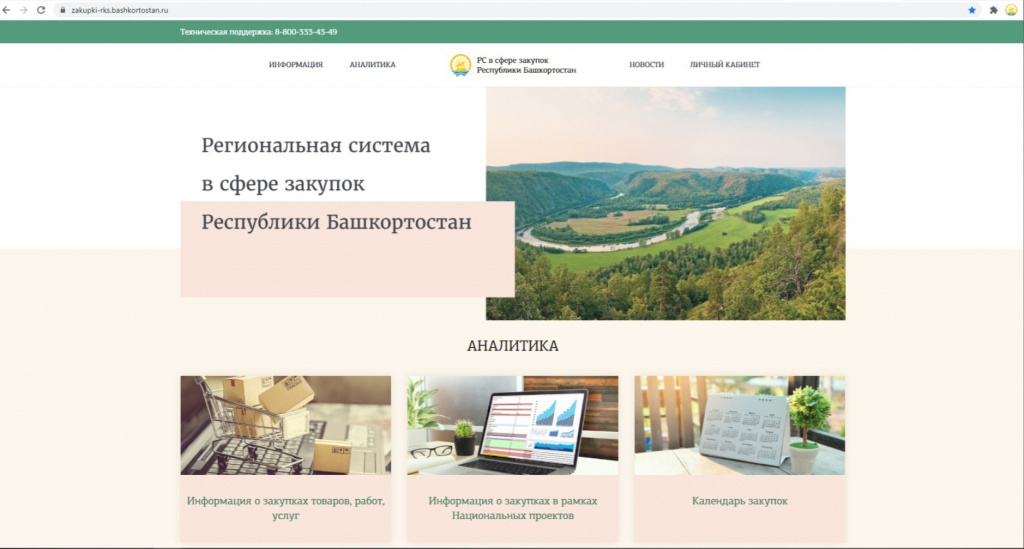 zakupki-rks.bashkortostan.ru
Техническая поддержка: 8-800-333-43-49
ИНФОРМАЦИЯ
АНАЛИТИКА
РС в сфере закупок
Республики Башкортостан
НОВОСТИ
ЛИЧНЫЙ КАБИНЕТ
Региональная система
в сфере закупок
Республики Башкортостан
АНАЛИТИКА
Информация о закупках товаров, работ,
услуг
Информация о закупках в рамках
Национальных проектов
Календарь закупок